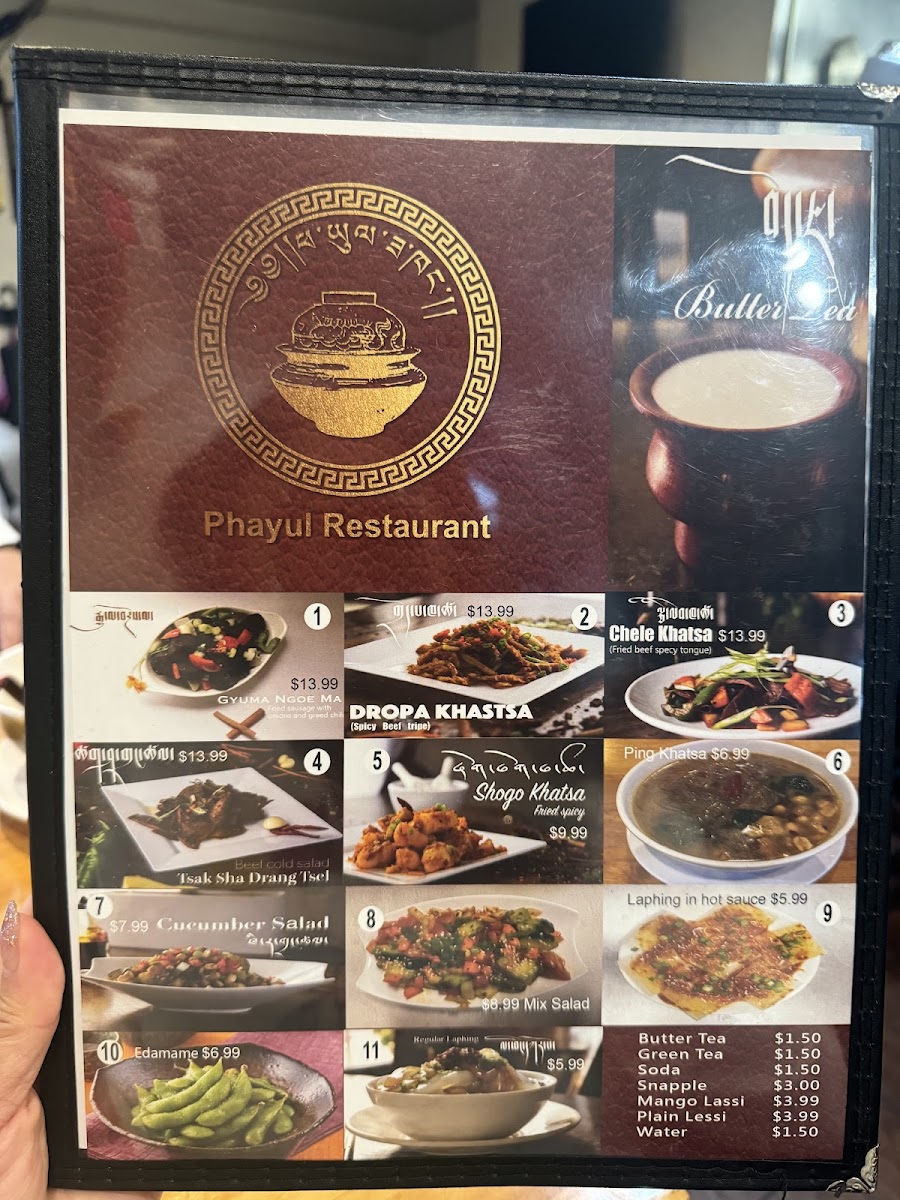 ༄༅།།ཕ་ཡུལ་ཟ་ཁང་།།
Phayul Restaurant
Butter Tea
1
$13.99
GYUMA NGOE MA
Fried sausage with
onions and greed chili
$13.99
2
DROPA KHASTSA
(Spicy Beef tripe)
3
Chele Khatsa $13.99
(Fried beef specy tongue)
$13.99
4
Beef cold salad
Tsak Sha Drang Tsel
5
Shogo Khatsa
Fried spicy
$9.99
Ping Khatsa $6.99
6
7
$7.99 Cucumber Salad
8
$8.99 Mix Salad
Laphing in hot sauce $5.99
9
10
Edamame $6.99
11
Regular Laphing
$5.99
Butter Tea $1.50
Green Tea $1.50
Soda $1.50
Snapple $3.00
Mango Lassi $3.99
Plain Lessi $3.99
Water $1.50